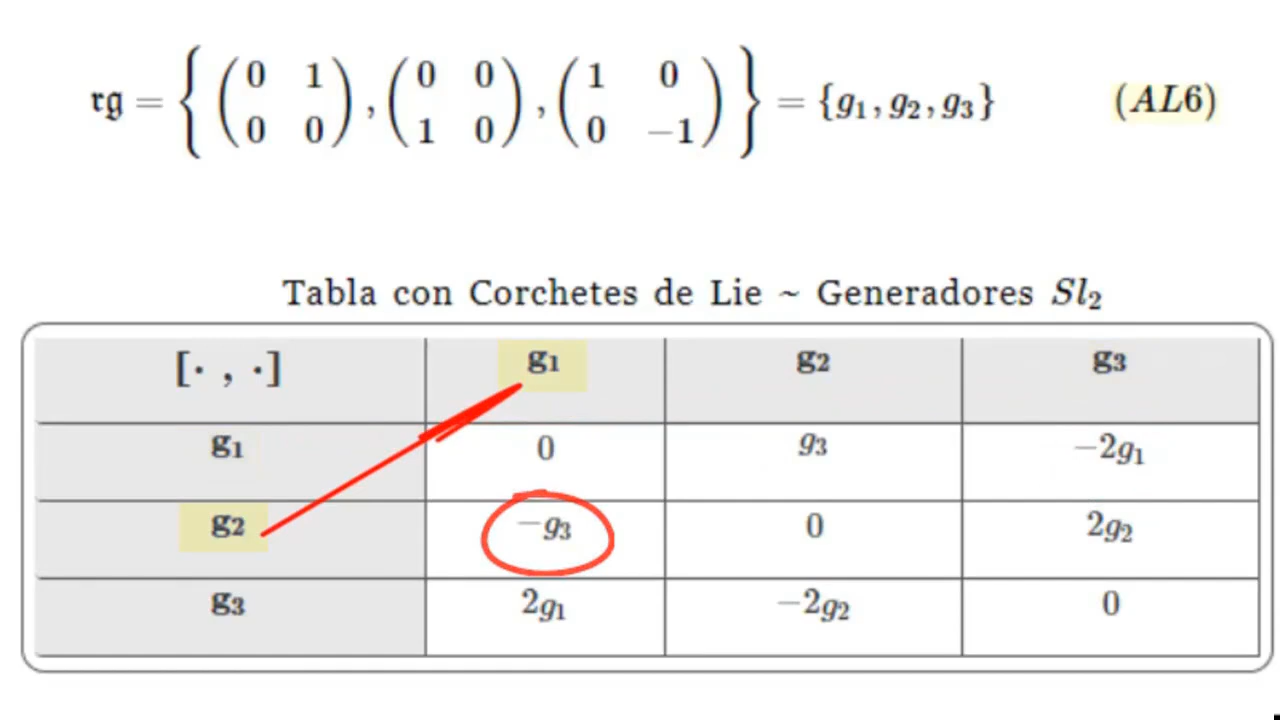 𝔯𝔤 = { ( 0 1 0 0 ) , ( 0 0 1 0 ) , ( 1 0 0 −1 ) } = {g₁, g₂, g₃} (AL6)
Tabla con Corchetes de Lie ~ Generadores Sl₂
[· , ·] g₁ g₂ g₃
g₁ 0 g₃ −2g₁
g₂ −g₃ 0 2g₂
g₃ 2g₁ −2g₂ 0